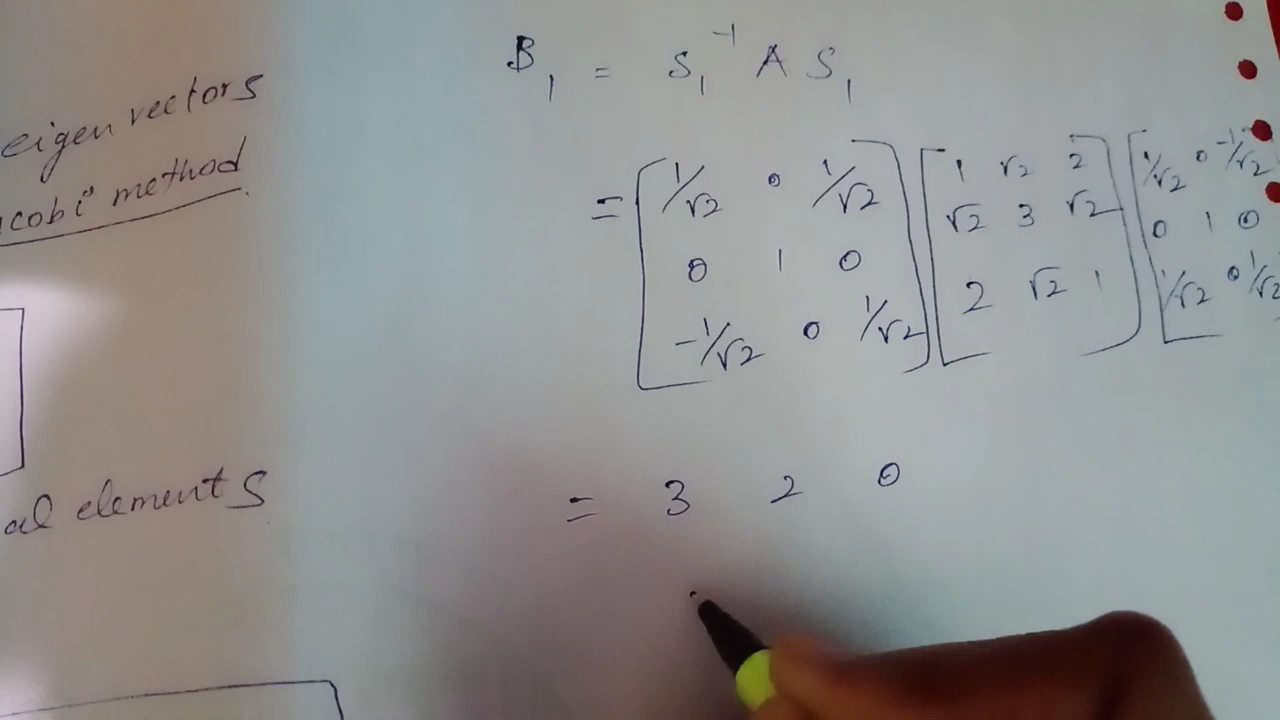 eigen vectors
cobi method
al elements
B₁ = S₁⁻¹ A S₁
= [1/√2 0 1/√2] [1 √2 2] [1/√2 0 -1/√2]
[0 1 0] [√2 3 √2] [0 1 0]
[-1/√2 0 1/√2] [2 √2 1] [1/√2 0 1/√2]
= 3 2 0